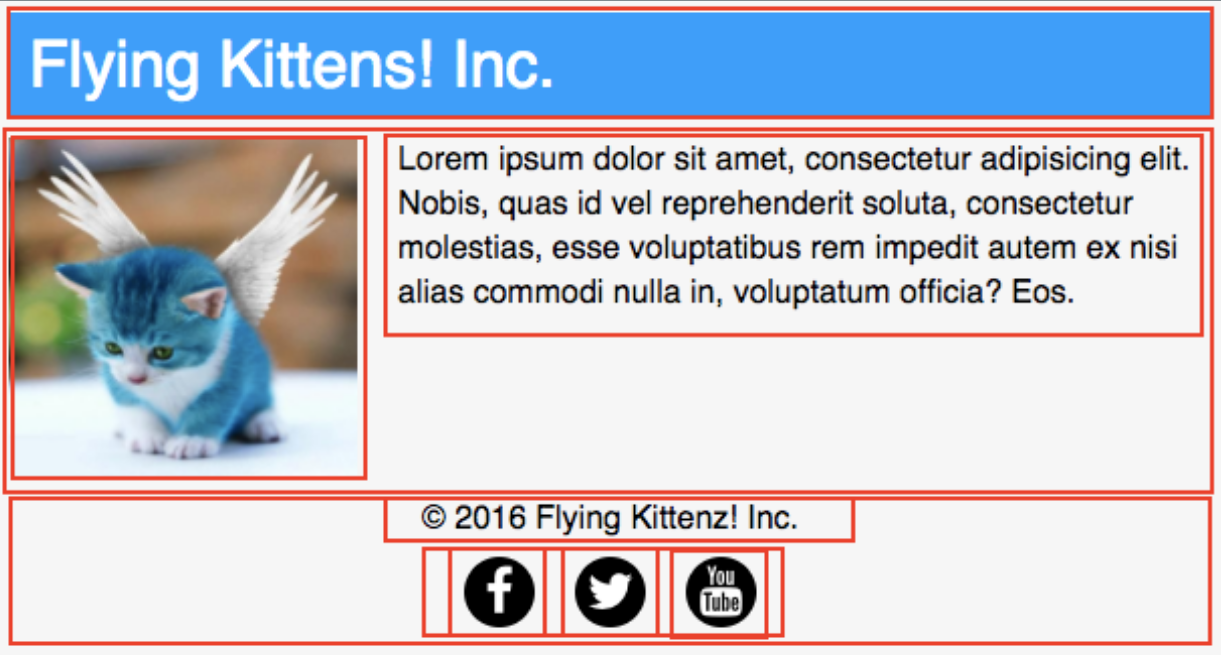 Flying Kittens! Inc.
Lorem ipsum dolor sit amet, consectetur adipisicing elit.
Nobis, quas id vel reprehenderit soluta, consectetur
molestias, esse voluptatibus rem impedit autem ex nisi
alias commodi nulla in, voluptatum officia? Eos.
© 2016 Flying Kittenz! Inc.
f
You
Tube